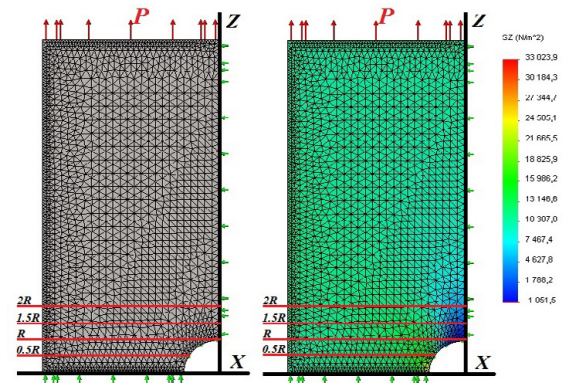 P
Z
P
Z
SZ (N/m^2)
33 023,9
30 184,3
27 344,7
24 505,1
21 665,5
18 825,9
15 986,2
13 146,6
10 307,0
7 467,4
4 627,8
1 788,2
1 051,5
2R
1.5R
R
0.5R
X
2R
1.5R
R
0.5R
X